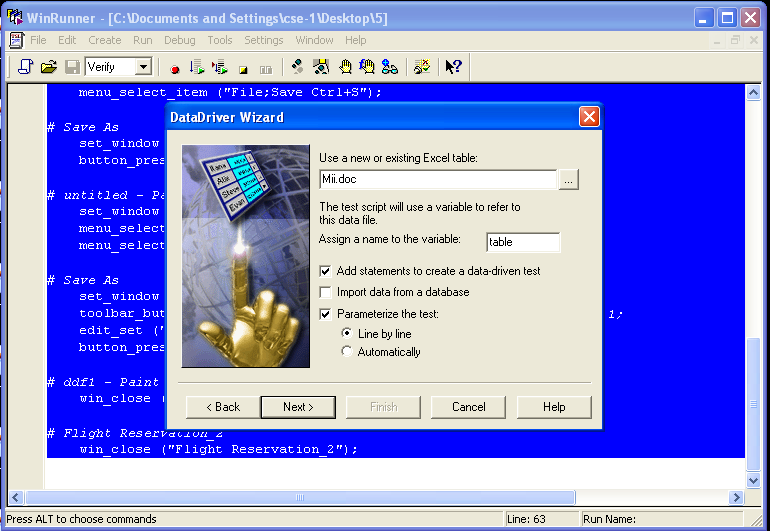 WinRunner - [C:\Documents and Settings\cse-1\Desktop\5]
File Edit Create Run Debug Tools Settings Window Help
Verify
menu_select_item ("File;Save Ctrl+S");
# Save As
set_window
button_pres
# untitled - Pa
set_window
menu_select
menu_select
# Save As
set_window
toolbar_but 1;
edit_set ("
button_pres
# ddf1 - Paint
win_close (
# Flight Reservation_2
win_close ("Flight Reservation_2");
DataDriver Wizard
Rana
Alix
Steve
Evan
Use a new or existing Excel table:
Mii.doc
...
The test script will use a variable to refer to
this data file.
Assign a name to the variable: table
Add statements to create a data-driven test
Import data from a database
Parameterize the test:
Line by line
Automatically
< Back Next > Finish Cancel Help
Press ALT to choose commands Line: 63 Run Name: